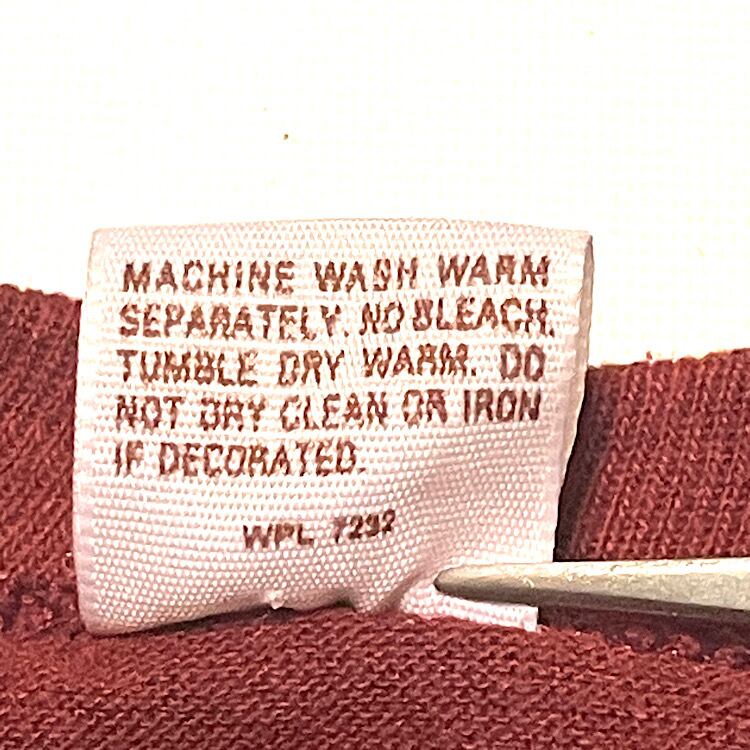 MACHINE WASH WARM
SEPARATELY. NO BLEACH.
TUMBLE DRY WARM. DO
NOT DRY CLEAN OR IRON
IF DECORATED.
WPL 7292